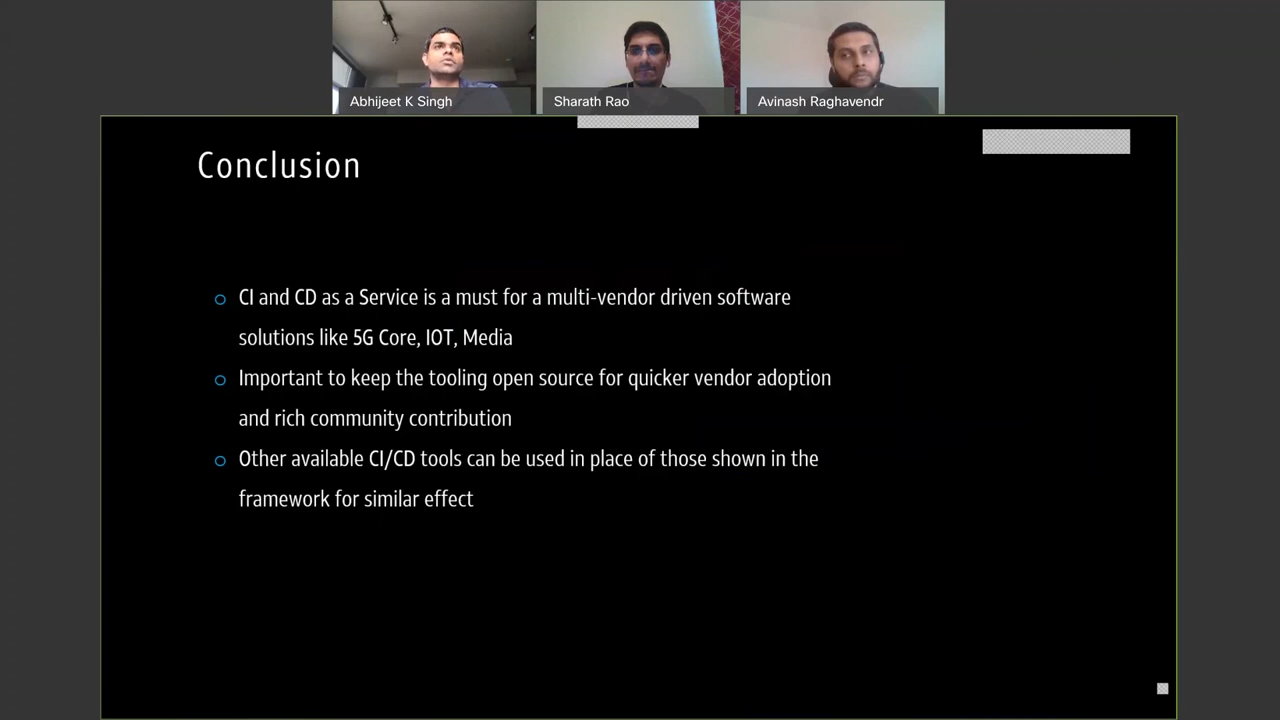 Abhijeet K Singh
Sharath Rao
Avinash Raghavendr
Conclusion
CI and CD as a Service is a must for a multi-vendor driven software
solutions like 5G Core, IOT, Media
Important to keep the tooling open source for quicker vendor adoption
and rich community contribution
Other available CI/CD tools can be used in place of those shown in the
framework for similar effect